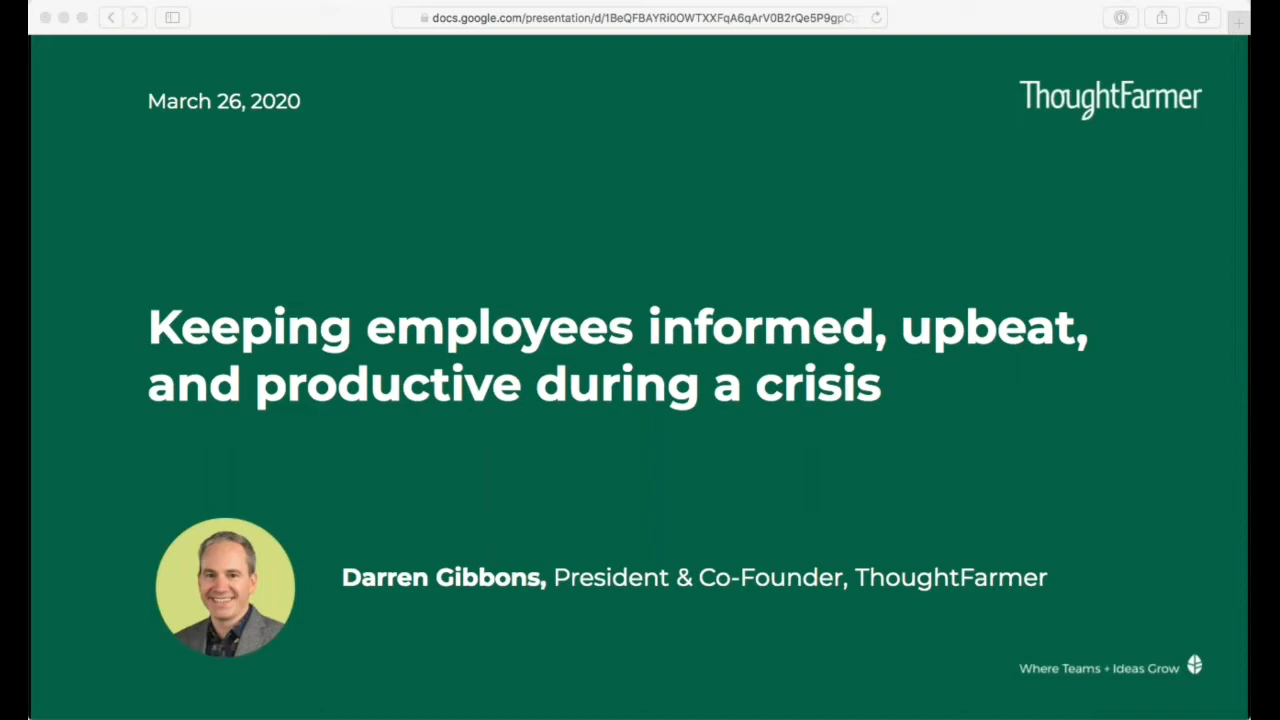 docs.google.com/presentation/d/1BeQFBAYRi0OWTXXFqA6qArV0B2rQe5P9gpC
March 26, 2020
ThoughtFarmer
Keeping employees informed, upbeat,
and productive during a crisis
Darren Gibbons, President & Co-Founder, ThoughtFarmer
Where Teams + Ideas Grow